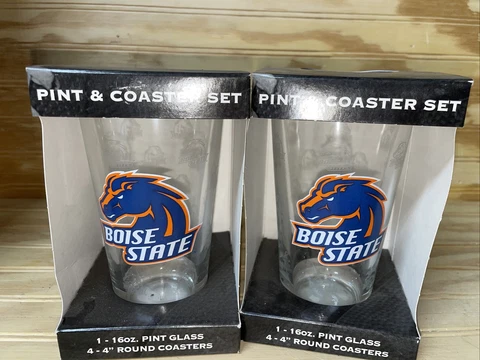 PINT & COASTER SET
BOISE
STATE
1 - 16oz. PINT GLASS
4 - 4" ROUND COASTERS
PINT & COASTER SET
BOISE
STATE
1 - 16oz. PINT GLASS
4 - 4" ROUND COASTERS